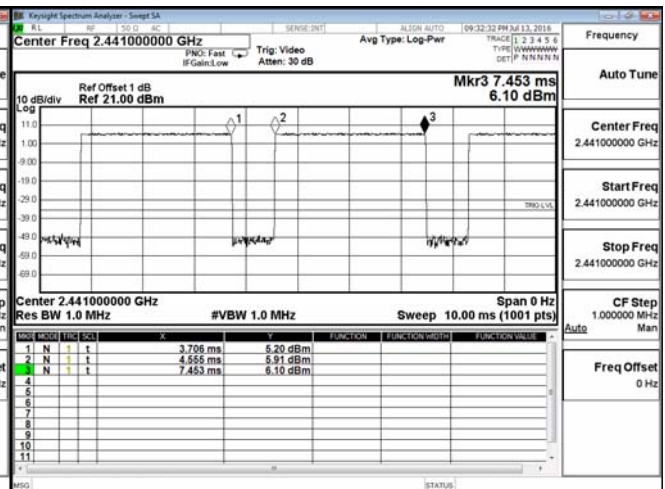 Keysight Spectrum Analyzer - Swept SA
RL RF 50 Ω AC SENSE:INT ALIGN AUTO 09:32:32 PM Jul 13, 2016
Center Freq 2.441000000 GHz
PNO: Fast
IFGain:Low
Trig: Video
Atten: 30 dB
Avg Type: Log-Pwr
TRACE 1 2 3 4 5 6
TYPE WWWWWW
DET P N N N N N
Frequency
Auto Tune
Ref Offset 1 dB
10 dB/div Ref 21.00 dBm
Log
Mkr3 7.453 ms
6.10 dBm
11.0
1.00
-9.00
-19.0
-29.0
-39.0
-49.0
-59.0
-69.0
1
2
3
TRIG LVL
Center Freq
2.441000000 GHz
Start Freq
2.441000000 GHz
Stop Freq
2.441000000 GHz
Center 2.441000000 GHz Span 0 Hz
Res BW 1.0 MHz #VBW 1.0 MHz Sweep 10.00 ms (1001 pts)
CF Step
1.000000 MHz
Auto Man
MKR MODE TRC SCL X Y FUNCTION FUNCTION WIDTH FUNCTION VALUE
1 N 1 t 3.706 ms 5.20 dBm
2 N 1 t 4.555 ms 5.91 dBm
3 N 1 t 7.453 ms 6.10 dBm
4
5
6
7
8
9
10
11
Freq Offset
0 Hz
MSG STATUS